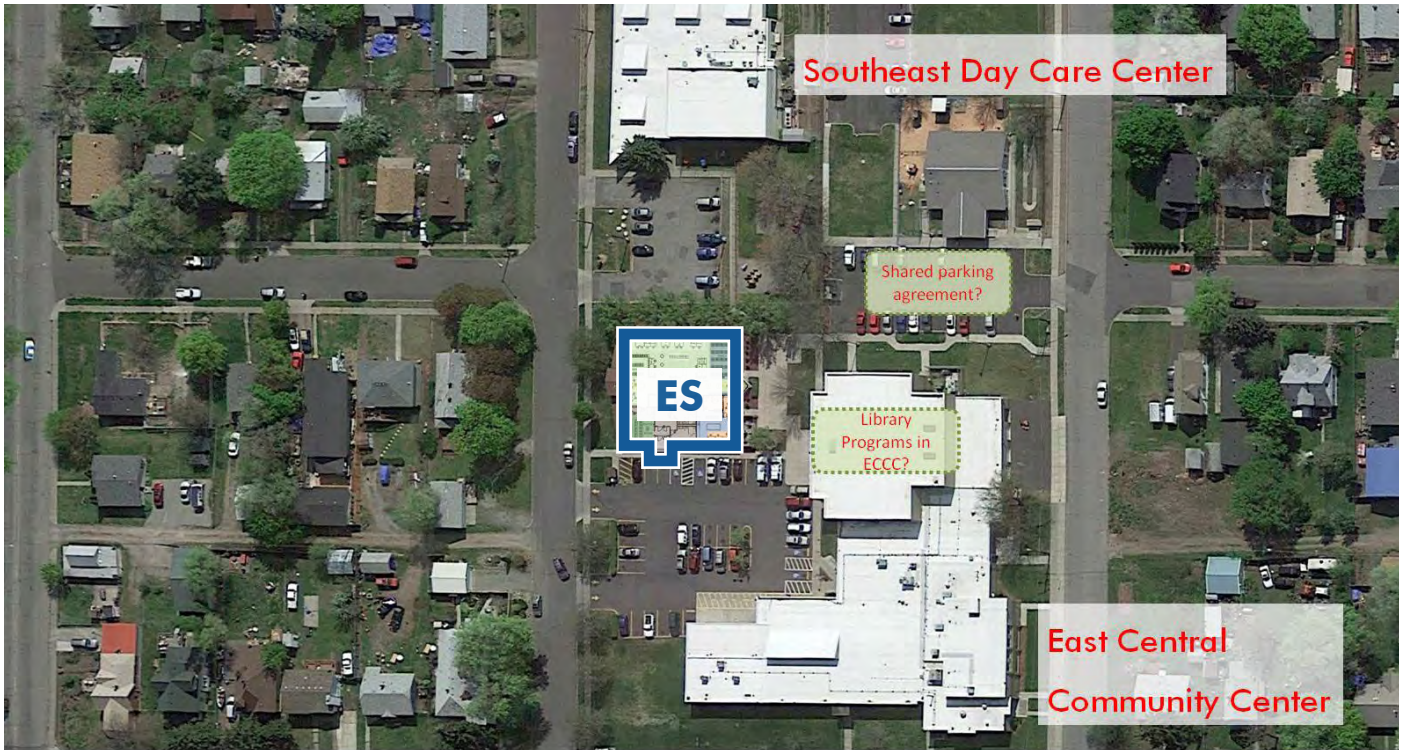 Southeast Day Care Center
Shared parking
agreement?
ES
Library
Programs in
ECCC?
East Central
Community Center